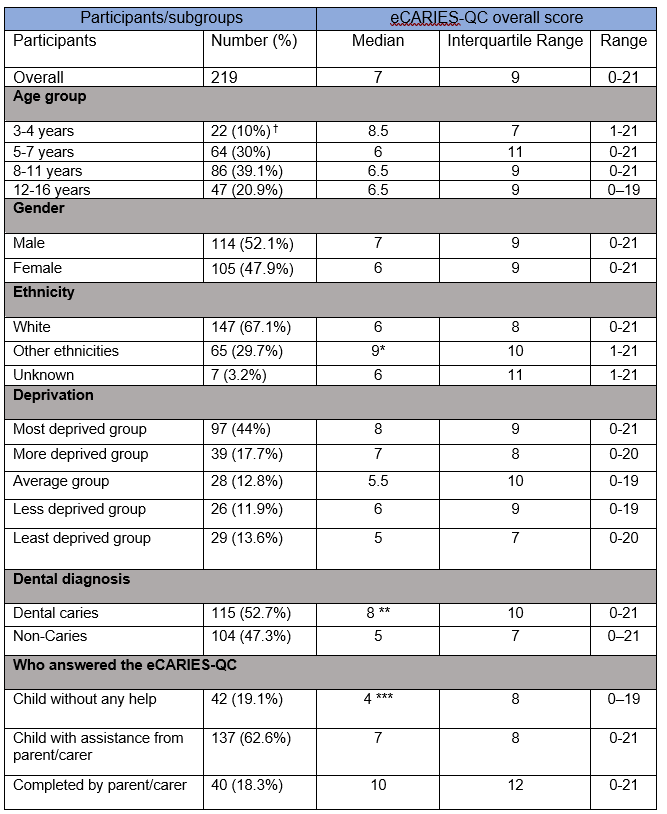 Participants/subgroups eCARIES-QC overall score
Participants Number (%) Median Interquartile Range Range
Overall 219 7 9 0-21
Age group
3-4 years 22 (10%)† 8.5 7 1-21
5-7 years 64 (30%) 6 11 0-21
8-11 years 86 (39.1%) 6.5 9 0-21
12-16 years 47 (20.9%) 6.5 9 0–19
Gender
Male 114 (52.1%) 7 9 0-21
Female 105 (47.9%) 6 9 0-21
Ethnicity
White 147 (67.1%) 6 8 0-21
Other ethnicities 65 (29.7%) 9* 10 1-21
Unknown 7 (3.2%) 6 11 1-21
Deprivation
Most deprived group 97 (44%) 8 9 0-21
More deprived group 39 (17.7%) 7 8 0-20
Average group 28 (12.8%) 5.5 10 0-19
Less deprived group 26 (11.9%) 6 9 0-19
Least deprived group 29 (13.6%) 5 7 0-20
Dental diagnosis
Dental caries 115 (52.7%) 8 ** 10 0-21
Non-Caries 104 (47.3%) 5 7 0–21
Who answered the eCARIES-QC
Child without any help 42 (19.1%) 4 *** 8 0–19
Child with assistance from 137 (62.6%) 7 8 0-21
parent/carer
Completed by parent/carer 40 (18.3%) 10 12 0-21